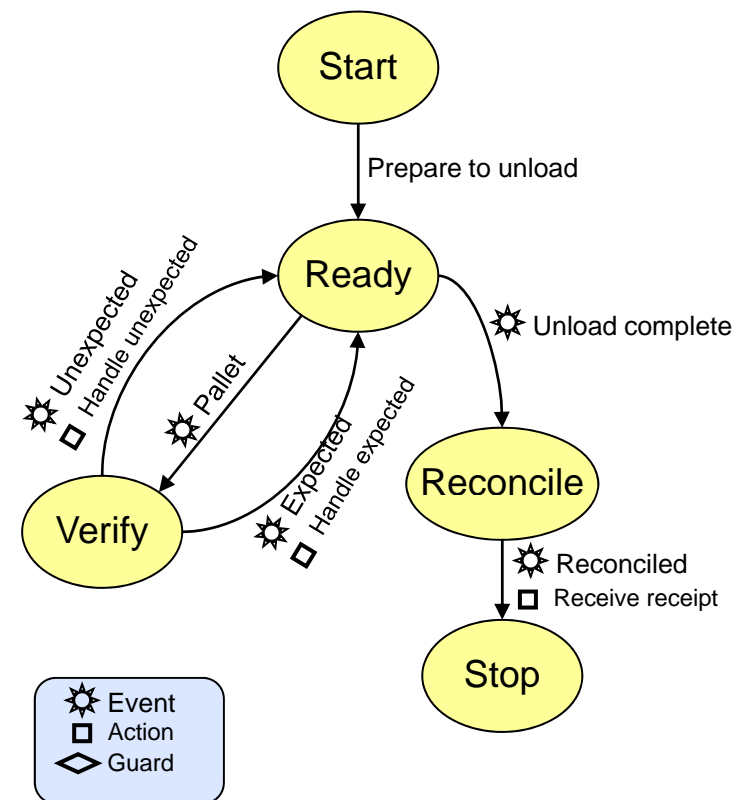 Start
Prepare to unload
Ready
Unexpected
Handle unexpected
Pallet
Expected
Handle expected
Unload complete
Verify
Reconcile
Reconciled
Receive receipt
Stop
Event
Action
Guard